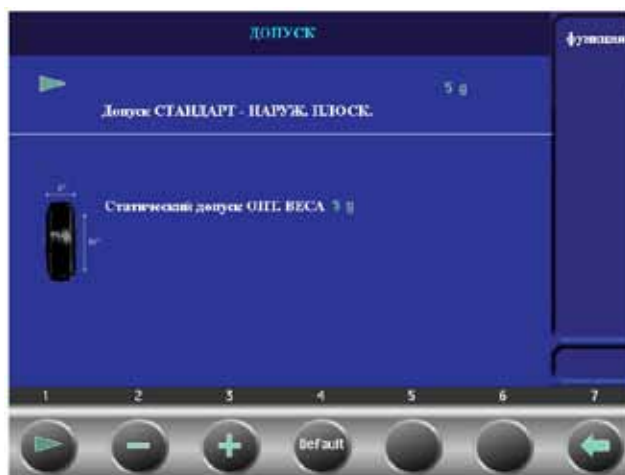 ДОПУСК
функции
5 g
Допуск СТАНДАРТ - НАРУЖ. ПЛОСК.
Статический допуск ОПТ. ВЕСА 5 g
1 2 3 4 5 6 7
Default